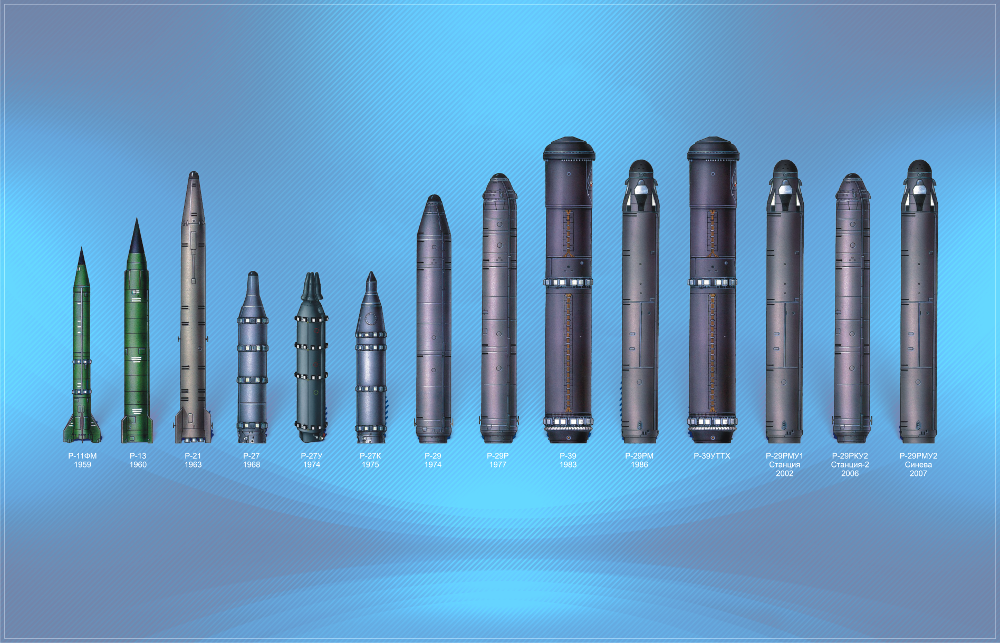 Р-11ФМ
1959
Р-13
1960
Р-21
1963
Р-27
1968
Р-27У
1974
Р-27К
1975
Р-29
1974
Р-29Р
1977
Р-39
1983
Р-29РМ
1986
Р-39УТТХ
Р-29РМУ1
Станция
2002
Р-29РКУ2
Станция-2
2006
Р-29РМУ2
Синева
2007